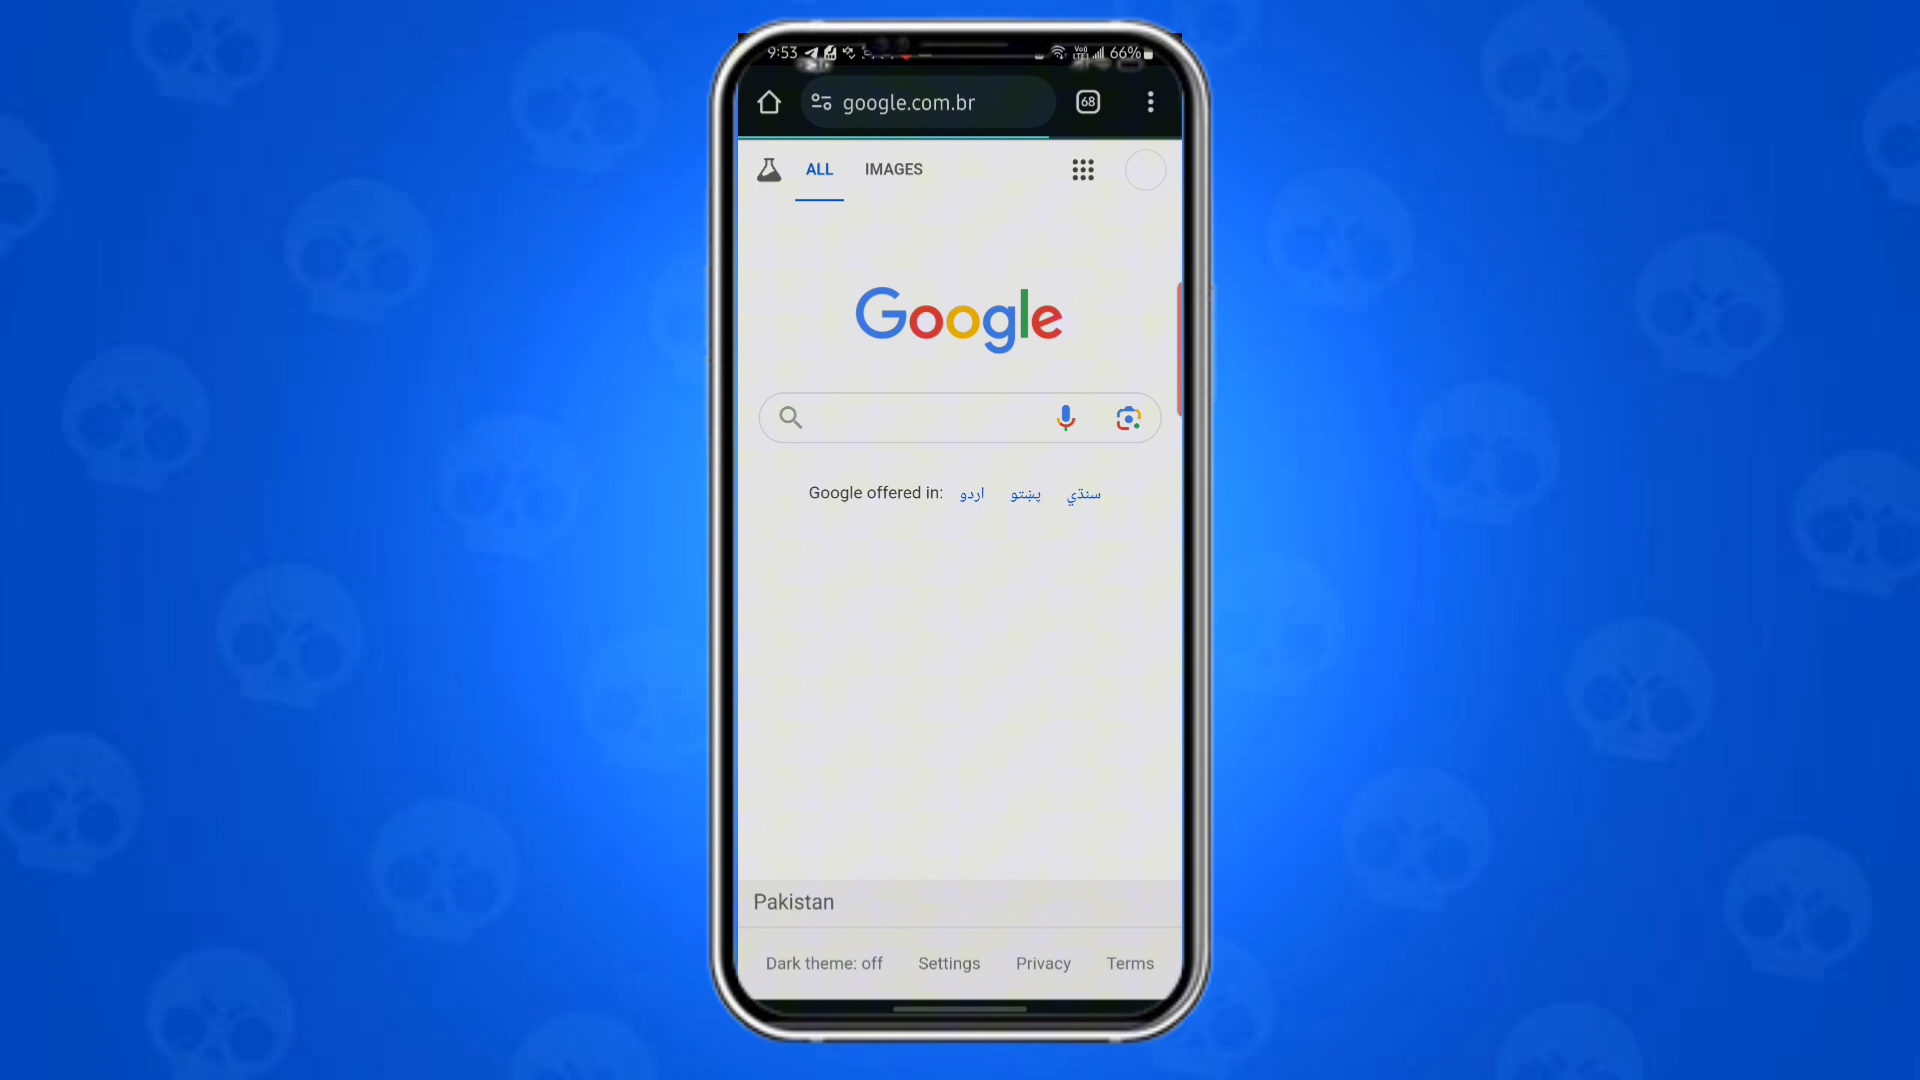 9:53 66%
google.com.br 68
ALL IMAGES
Google
Google offered in: اردو پښتو سنڌي
Pakistan
Dark theme: off Settings Privacy Terms